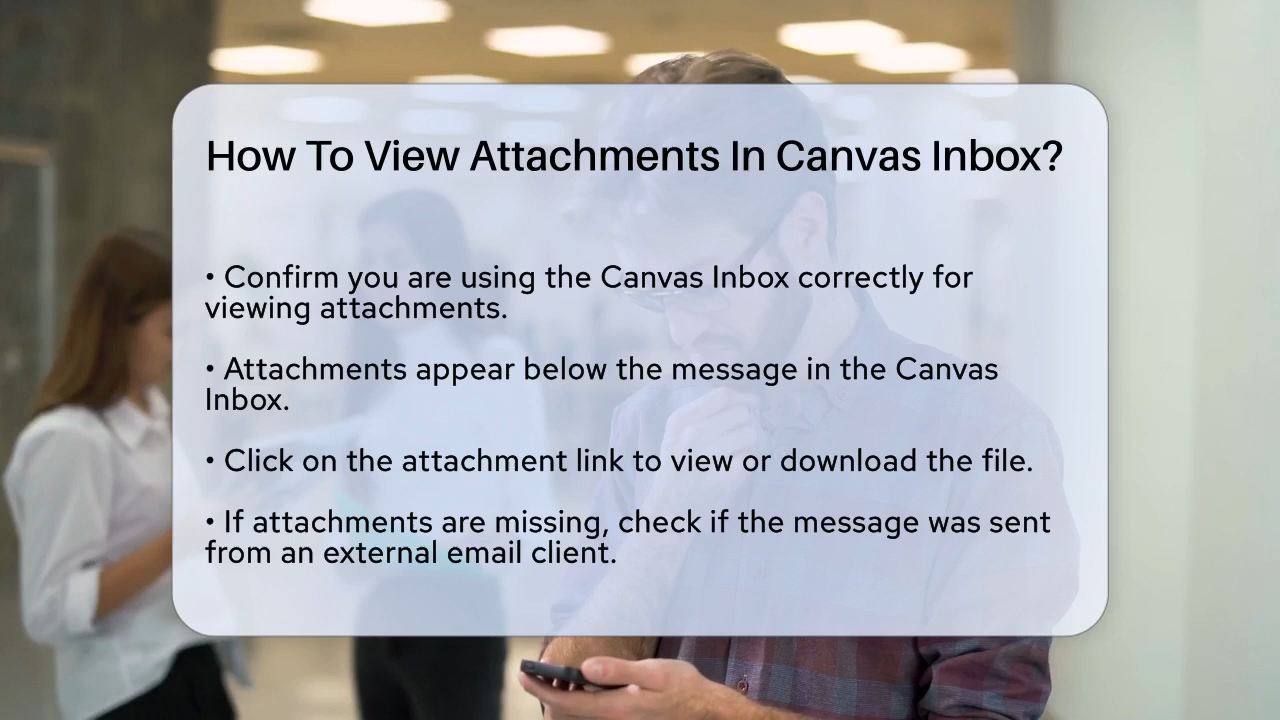 How To View Attachments In Canvas Inbox?
• Confirm you are using the Canvas Inbox correctly for
viewing attachments.
• Attachments appear below the message in the Canvas
Inbox.
• Click on the attachment link to view or download the file.
• If attachments are missing, check if the message was sent
from an external email client.